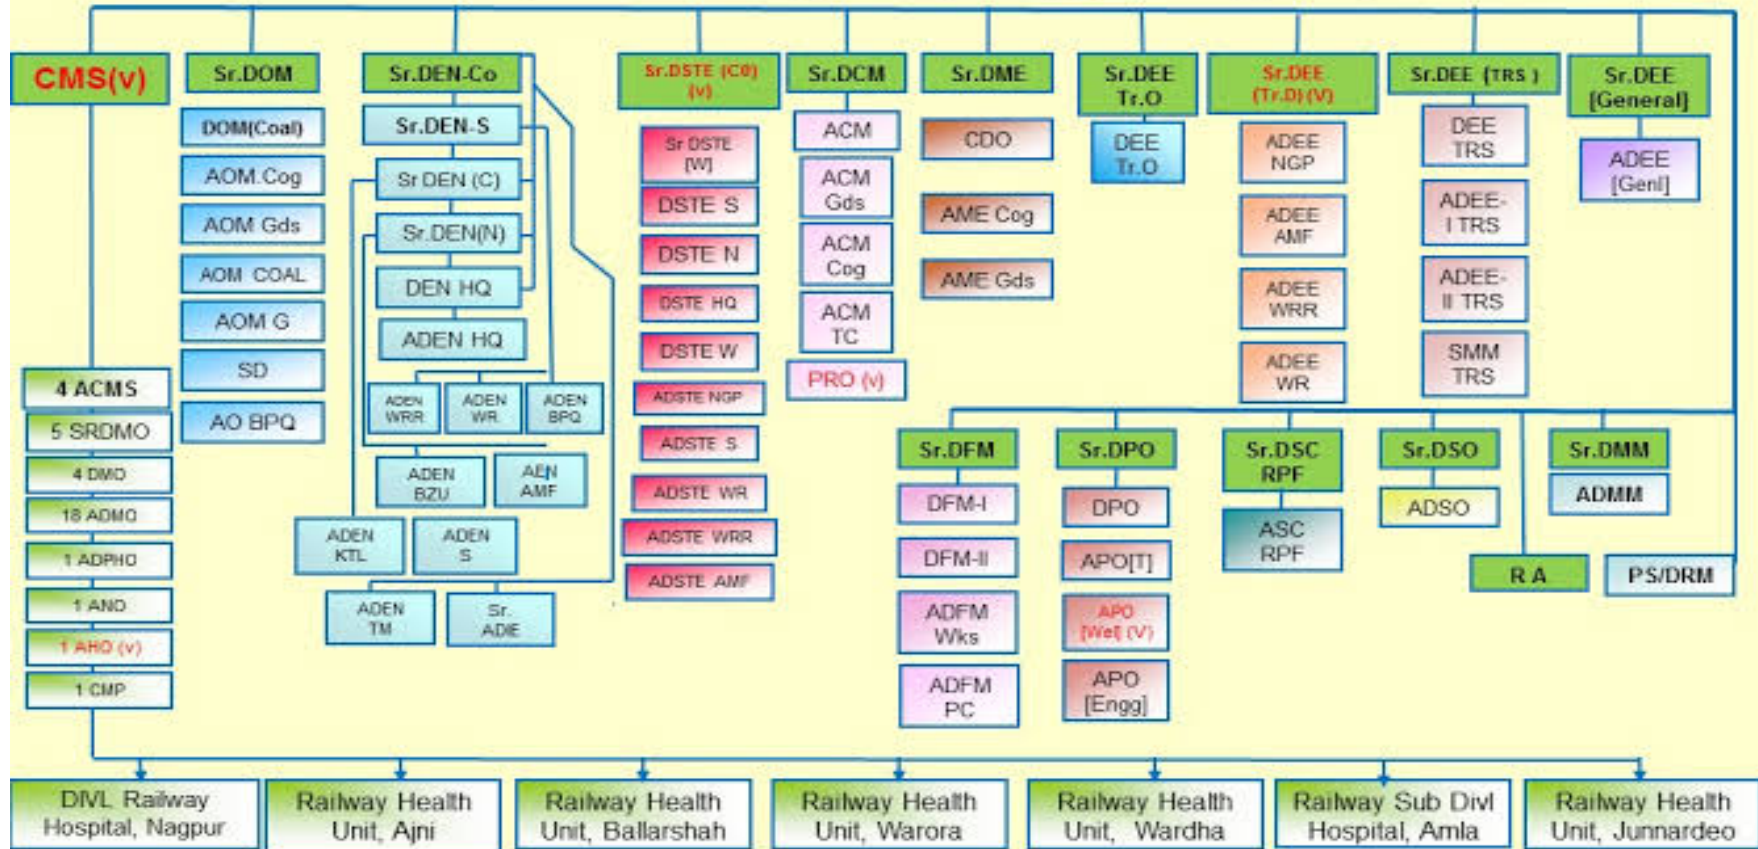 CMS(v)
4 ACMS
5 SRDMO
4 DMO
18 ADMO
1 ADPHO
1 ANO
1 AHO (v)
1 CMP
Sr.DOM
DOM(Coal)
AOM.Cog
AOM Gds
AOM COAL
AOM G
SD
AO BPQ
Sr.DEN-Co
Sr.DEN-S
Sr DEN (C)
Sr.DEN(N)
DEN HQ
ADEN HQ
ADEN
WRR
ADEN
WR
ADEN
BPQ
ADEN
BZU
AEN
AMF
ADEN
KTL
ADEN
S
ADEN
TM
Sr.
ADIE
Sr.DSTE (C0)
(v)
Sr DSTE
[W]
DSTE S
DSTE N
DSTE HQ
DSTE W
ADSTE NGP
ADSTE S
ADSTE WR
ADSTE WRR
ADSTE AMF
Sr.DCM
ACM
ACM
Gds
ACM
Cog
ACM
TC
PRO (v)
Sr.DME
CDO
AME Cog
AME Gds
Sr.DEE
Tr.O
DEE
Tr.O
Sr.DEE
(Tr.D) (V)
ADEE
NGP
ADEE
AMF
ADEE
WRR
ADEE
WR
Sr.DEE (TRS )
DEE
TRS
ADEE-
I TRS
ADEE-
II TRS
SMM
TRS
Sr.DEE
[General]
ADEE
[Genl]
Sr.DFM
DFM-I
DFM-II
ADFM
Wks
ADFM
PC
Sr.DPO
DPO
APO[T]
APO
[Wel] (V)
APO
[Engg]
Sr.DSC
RPF
ASC
RPF
Sr.DSO
ADSO
Sr.DMM
ADMM
R A
PS/DRM
DIVL Railway
Hospital, Nagpur
Railway Health
Unit, Ajni
Railway Health
Unit, Ballarshah
Railway Health
Unit, Warora
Railway Health
Unit, Wardha
Railway Sub Divl
Hospital, Amla
Railway Health
Unit, Junnardeo